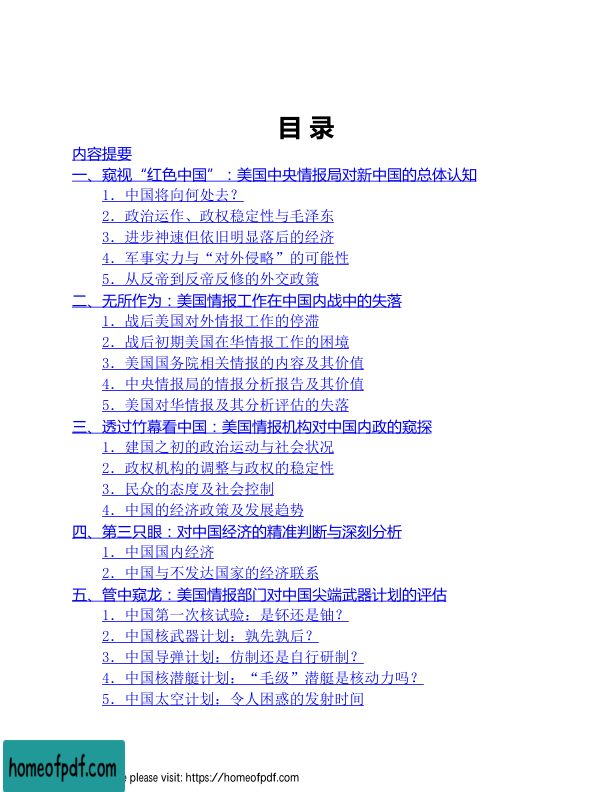 目 录
内容提要
一、窥视“红色中国”：美国中央情报局对新中国的总体认知
1．中国将向何处去？
2．政治运作、政权稳定性与毛泽东
3．进步神速但依旧明显落后的经济
4．军事实力与“对外侵略”的可能性
5．从反帝到反帝反修的外交政策
二、无所作为：美国情报工作在中国内战中的失落
1．战后美国对外情报工作的停滞
2．战后初期美国在华情报工作的困境
3．美国国务院相关情报的内容及其价值
4．中央情报局的情报分析报告及其价值
5．美国对华情报及其分析评估的失落
三、透过竹幕看中国：美国情报机构对中国内政的窥探
1．建国之初的政治运动与社会状况
2．政权机构的调整与政权的稳定性
3．民众的态度及社会控制
4．中国的经济政策及发展趋势
四、第三只眼：对中国经济的精准判断与深刻分析
1．中国国内经济
2．中国与不发达国家的经济联系
五、管中窥龙：美国情报部门对中国尖端武器计划的评估
1．中国第一次核试验：是钚还是铀？
2．中国核武器计划：孰先孰后？
3．中国导弹计划：仿制还是自行研制？
4．中国核潜艇计划：“毛级”潜艇是核动力吗？
5．中国太空计划：令人困惑的发射时间
homeofpdf.com
e please visit: https://homeofpdf.com